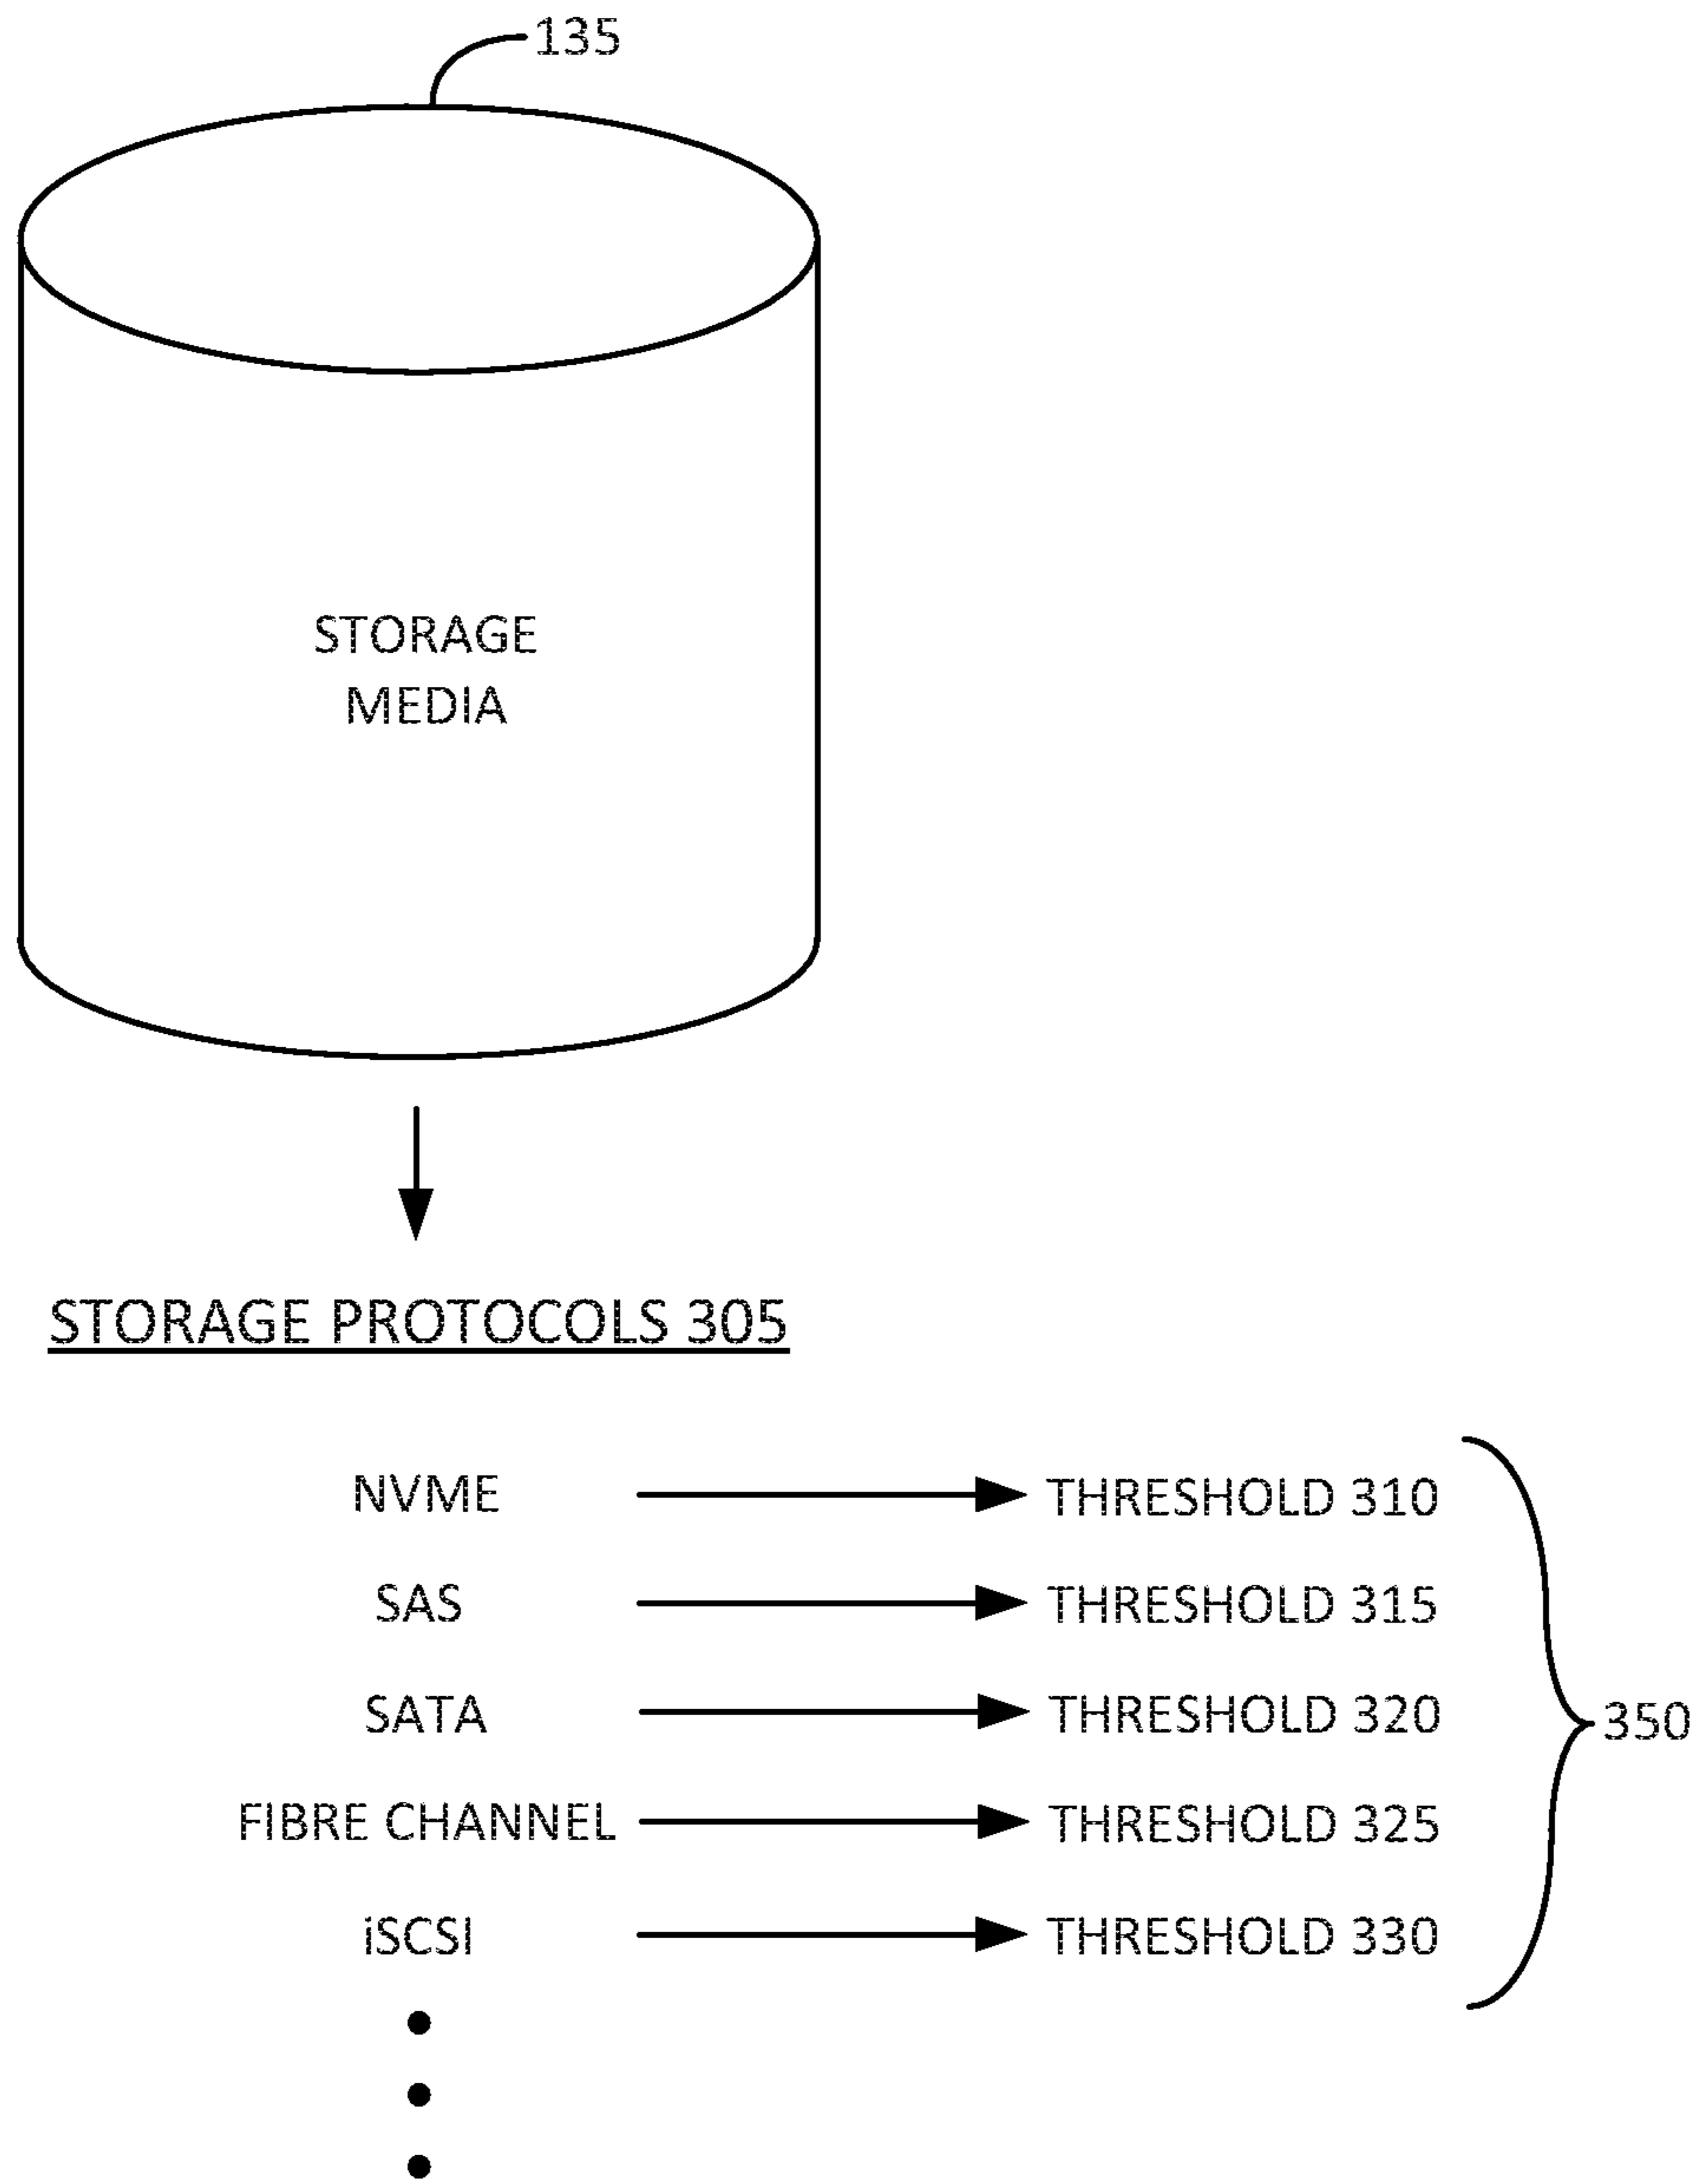 135
STORAGE
MEDIA
STORAGE PROTOCOLS 305
NVME THRESHOLD 310
SAS THRESHOLD 315
SATA THRESHOLD 320
350
FIBRE CHANNEL THRESHOLD 325
iSCSI THRESHOLD 330